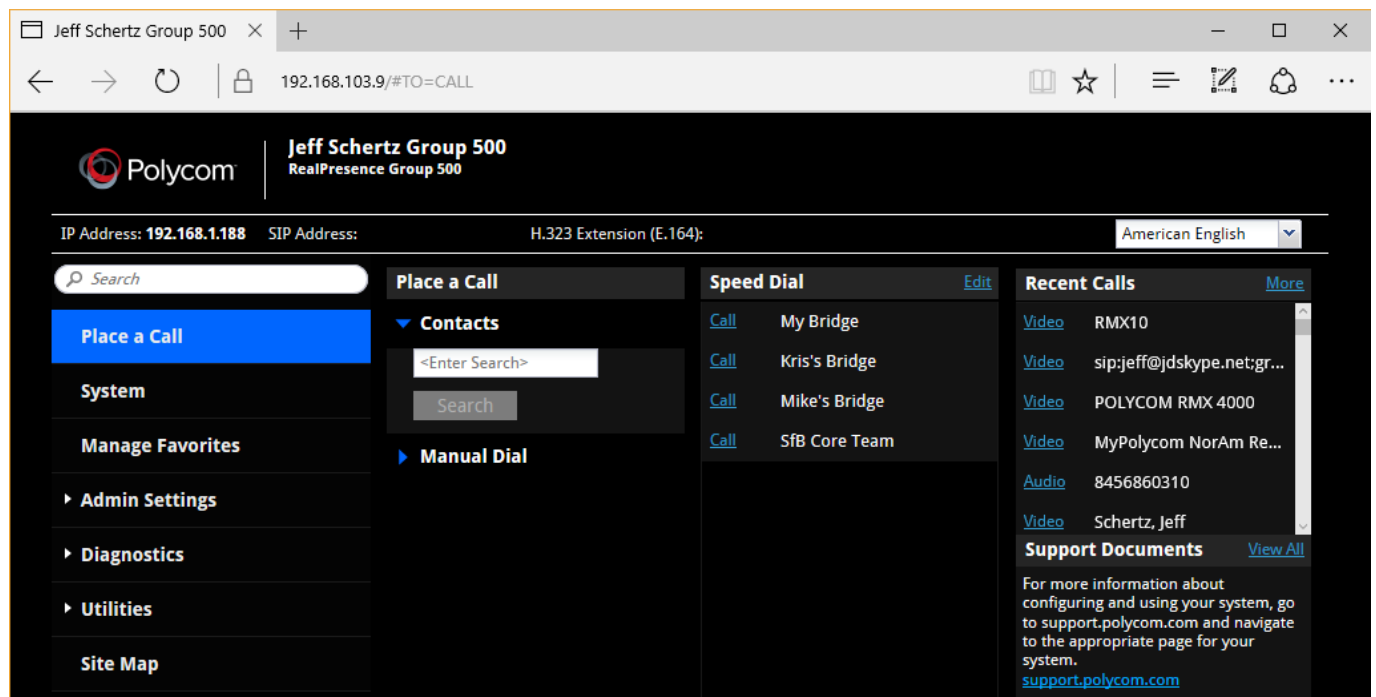 Jeff Schertz Group 500
192.168.103.9/#TO=CALL
Polycom
Jeff Schertz Group 500
RealPresence Group 500
IP Address: 192.168.1.188 SIP Address: H.323 Extension (E.164): American English
Search
Place a Call
System
Manage Favorites
Admin Settings
Diagnostics
Utilities
Site Map
Place a Call
Contacts
<Enter Search>
Search
Manual Dial
Speed Dial Edit
Call My Bridge
Call Kris's Bridge
Call Mike's Bridge
Call SfB Core Team
Recent Calls More
Video RMX10
Video sip:jeff@jdskype.net;gr...
Video POLYCOM RMX 4000
Video MyPolycom NorAm Re...
Audio 8456860310
Video Schertz, Jeff
Support Documents View All
For more information about
configuring and using your system, go
to support.polycom.com and navigate
to the appropriate page for your
system.
support.polycom.com